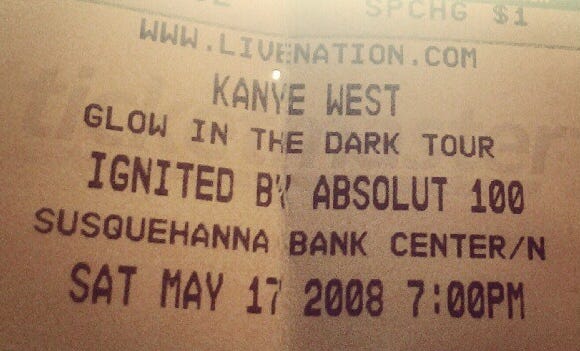 SPCHG $1
WWW.LIVENATION.COM
KANYE WEST
GLOW IN THE DARK TOUR
IGNITED BY ABSOLUT 100
SUSQUEHANNA BANK CENTER/N
SAT MAY 17 2008 7:00PM